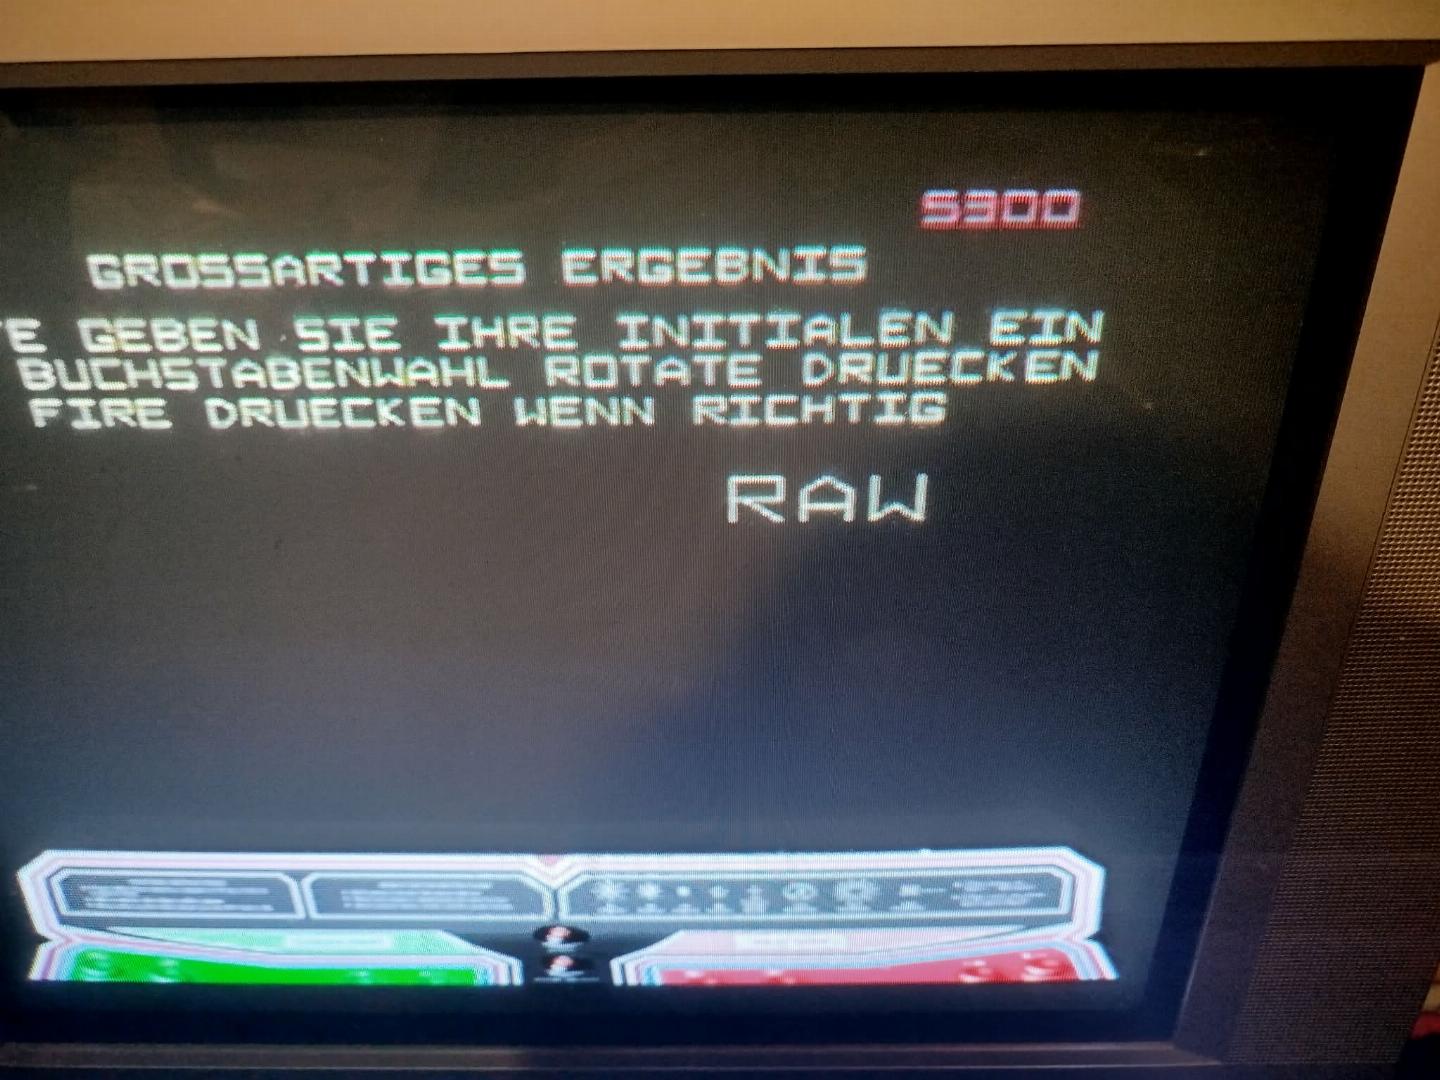 5300
GROSSARTIGES ERGEBNIS
E GEBEN SIE IHRE INITIALEN EIN
BUCHSTABENWAHL ROTATE DRUECKEN
FIRE DRUECKEN WENN RICHTIG
RAW